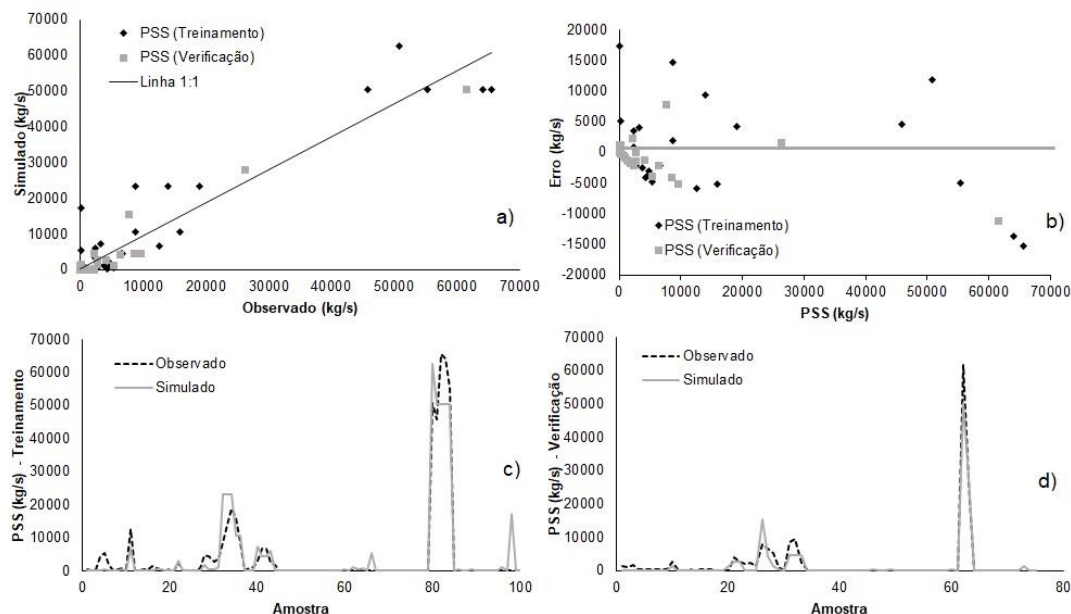 70000
60000
50000
40000
30000
20000
10000
0
Simulado (kg/s)
PSS (Treinamento)
PSS (Verificação)
Linha 1:1
a)
0 10000 20000 30000 40000 50000 60000 70000
Observado (kg/s)
20000
15000
10000
5000
0
-5000
-10000
-15000
-20000
Erro
PSS (Treinamento)
PSS (Verificação)
b)
0 10000 20000 30000 40000 50000 60000 70000
PSS (kg/s)
70000
60000
50000
40000
30000
20000
10000
0
PSS (kg/s) - Treinamento
Observado
Simulado
c)
0 20 40 60 80 100
Amostra
70000
60000
50000
40000
30000
20000
10000
0
PSS (kg/s) - Verificação
Observado
Simulado
d)
0 20 40 60 80
Amostra